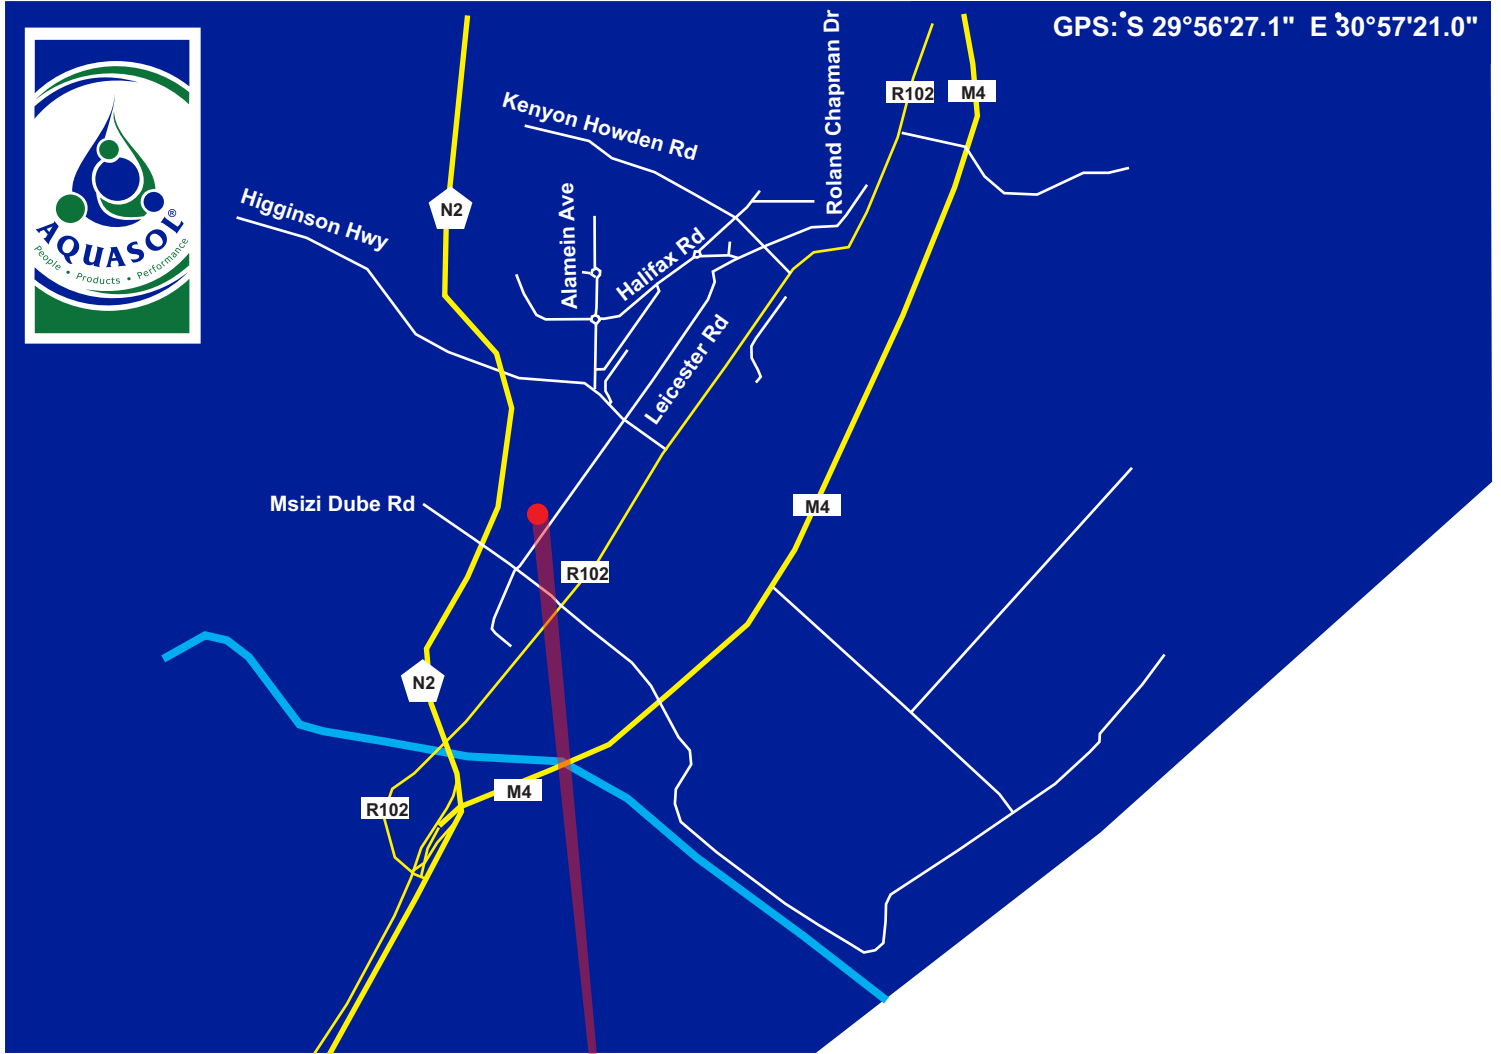 GPS: S 29°56'27.1" E 30°57'21.0"
Roland Chapman Dr
R102
M4
Kenyon Howden Rd
N2
Higginson Hwy
Alamein Ave
Halifax Rd
AQUASOL®
People • Products • Performance
Leicester Rd
Msizi Dube Rd
M4
R102
N2
M4
R102